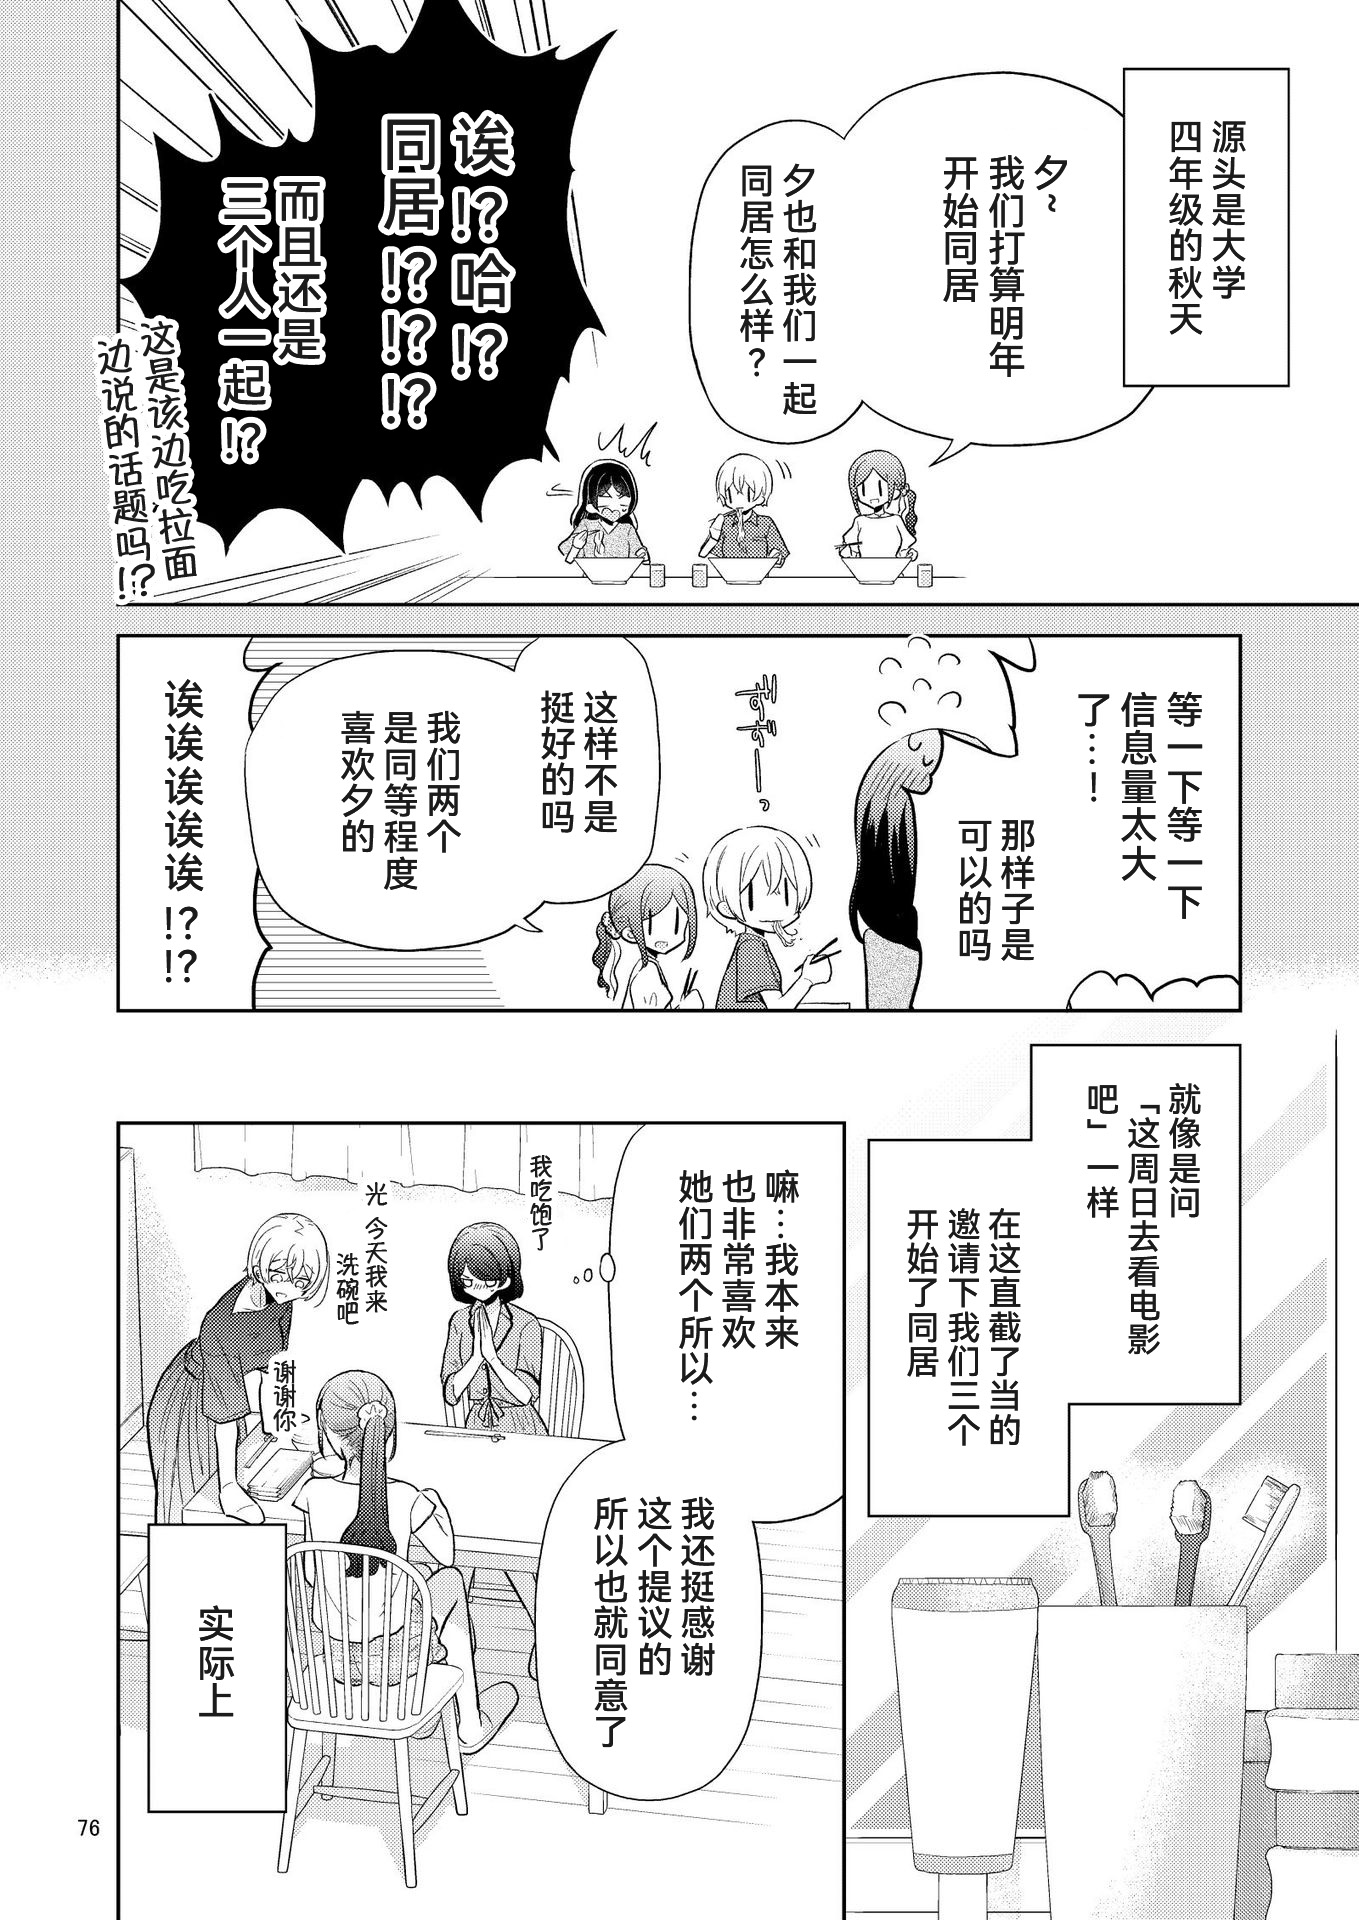 源头是大学
四年级的秋天
夕~
我们打算明年
开始同居
夕也和我们一起
同居怎么样？
诶!?哈!?
同居!?!?!?
而且还是
三个人一起!?
这是该边吃拉面
边说的话题吗!?
等一下等一下
信息量太大
了…！
那样子是
可以的吗
ずずずー
这样不是
挺好的吗
我们两个
是同等程度
喜欢夕的
诶诶诶诶诶!?!?
就像是问
「这周日去看电影
吧」一样
在这直截了当的
邀请下我们三个
开始了同居
嘛…我本来
也非常喜欢
她们两个所以…
我还挺感谢
这个提议的
所以也就同意了
我吃饱了
光 今天我来
洗碗吧
谢谢你
实际上
76